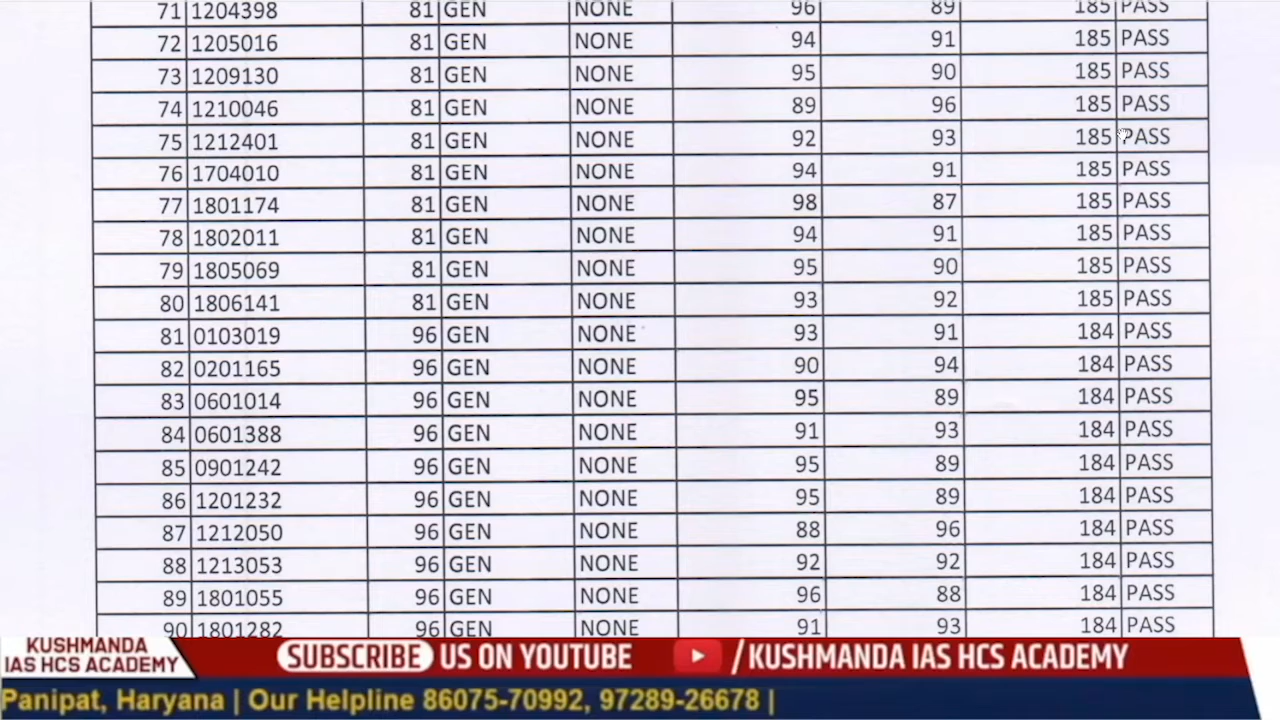 71 1204398 81 GEN NONE 96 89 185 PASS
72 1205016 81 GEN NONE 94 91 185 PASS
73 1209130 81 GEN NONE 95 90 185 PASS
74 1210046 81 GEN NONE 89 96 185 PASS
75 1212401 81 GEN NONE 92 93 185 PASS
76 1704010 81 GEN NONE 94 91 185 PASS
77 1801174 81 GEN NONE 98 87 185 PASS
78 1802011 81 GEN NONE 94 91 185 PASS
79 1805069 81 GEN NONE 95 90 185 PASS
80 1806141 81 GEN NONE 93 92 185 PASS
81 0103019 96 GEN NONE 93 91 184 PASS
82 0201165 96 GEN NONE 90 94 184 PASS
83 0601014 96 GEN NONE 95 89 184 PASS
84 0601388 96 GEN NONE 91 93 184 PASS
85 0901242 96 GEN NONE 95 89 184 PASS
86 1201232 96 GEN NONE 95 89 184 PASS
87 1212050 96 GEN NONE 88 96 184 PASS
88 1213053 96 GEN NONE 92 92 184 PASS
89 1801055 96 GEN NONE 96 88 184 PASS
90 1801282 96 GEN NONE 91 93 184 PASS
KUSHMANDA
IAS HCS ACADEMY
SUBSCRIBE US ON YOUTUBE /KUSHMANDA IAS HCS ACADEMY
Panipat, Haryana | Our Helpline 86075-70992, 97289-26678 |